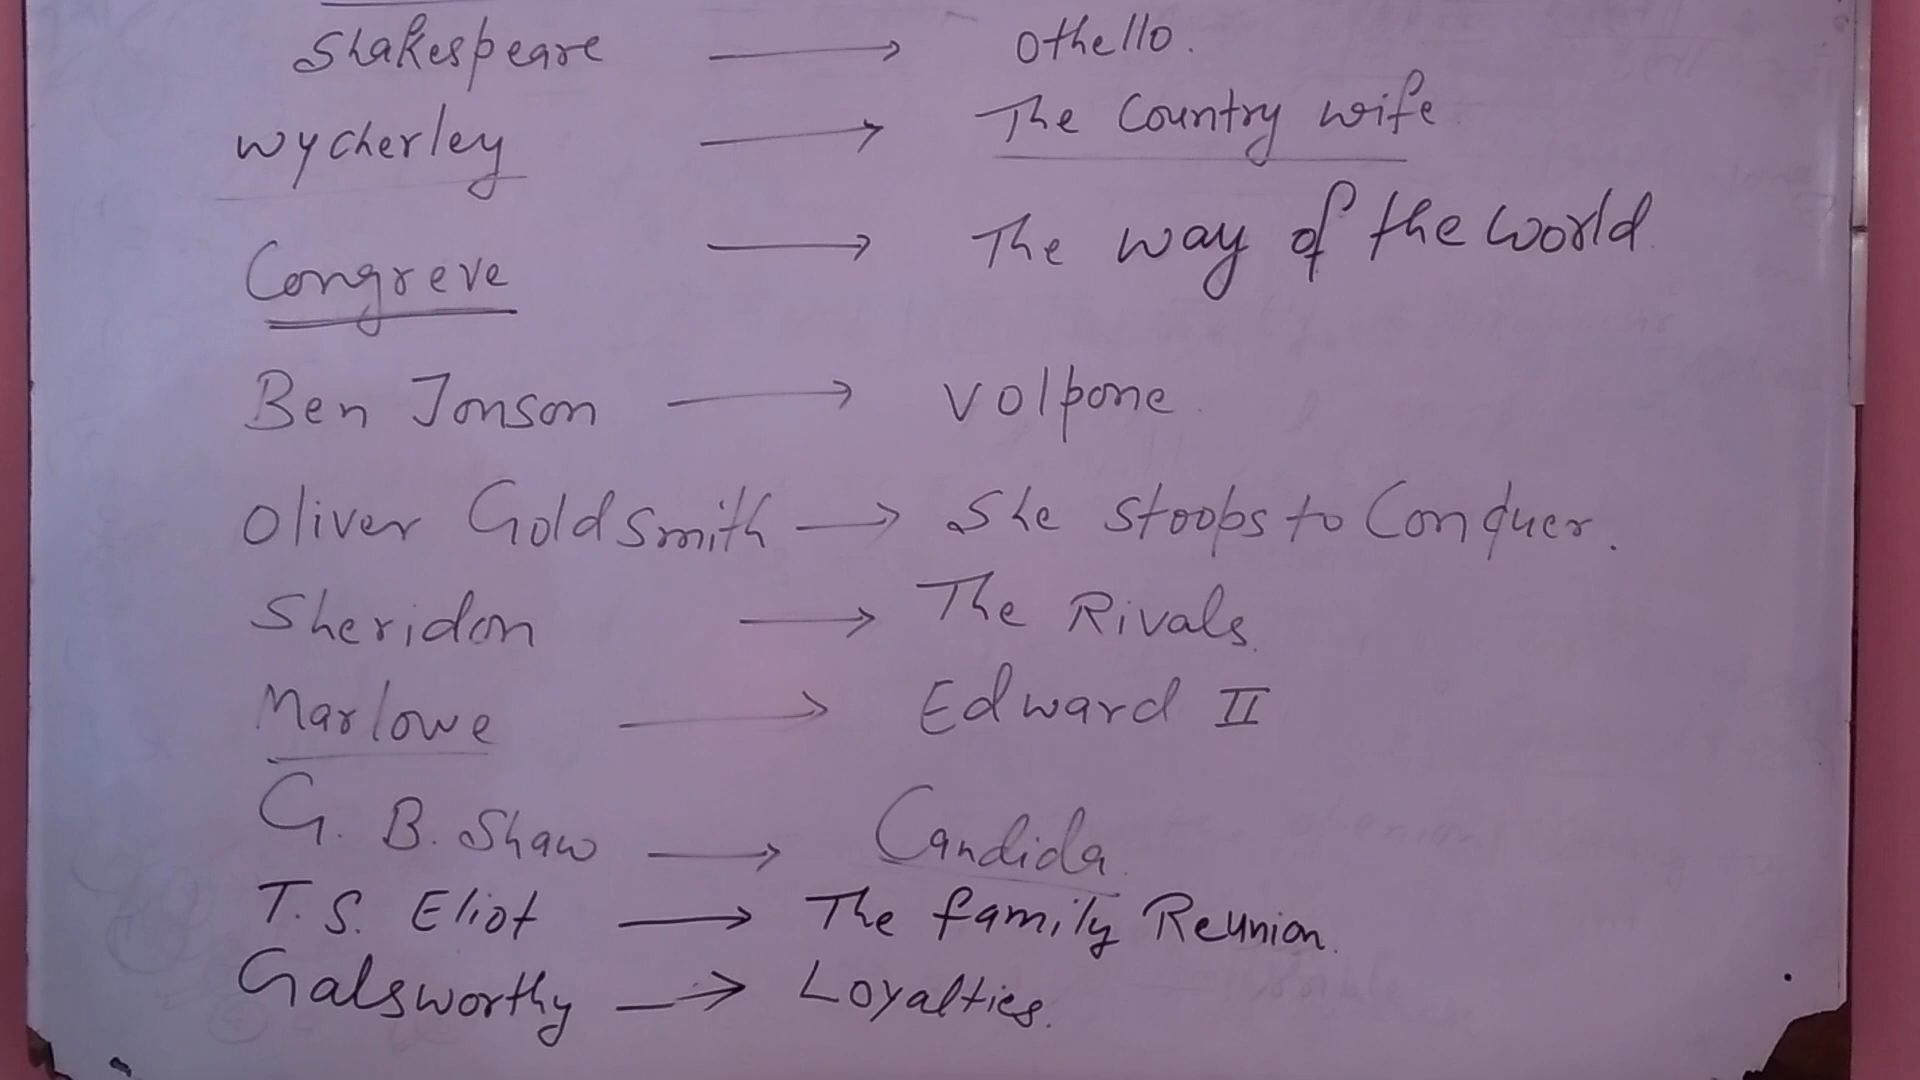 Shakespeare → Othello.
Wycherley → The Country wife
Congreve → The way of the world
Ben Jonson → Volpone
Oliver Goldsmith → She stoops to Conquer.
Sheridon → The Rivals.
Marlowe → Edward II
G. B. Shaw → Candida.
T. S. Eliot → The family Reunion.
Galsworthy → Loyalties.